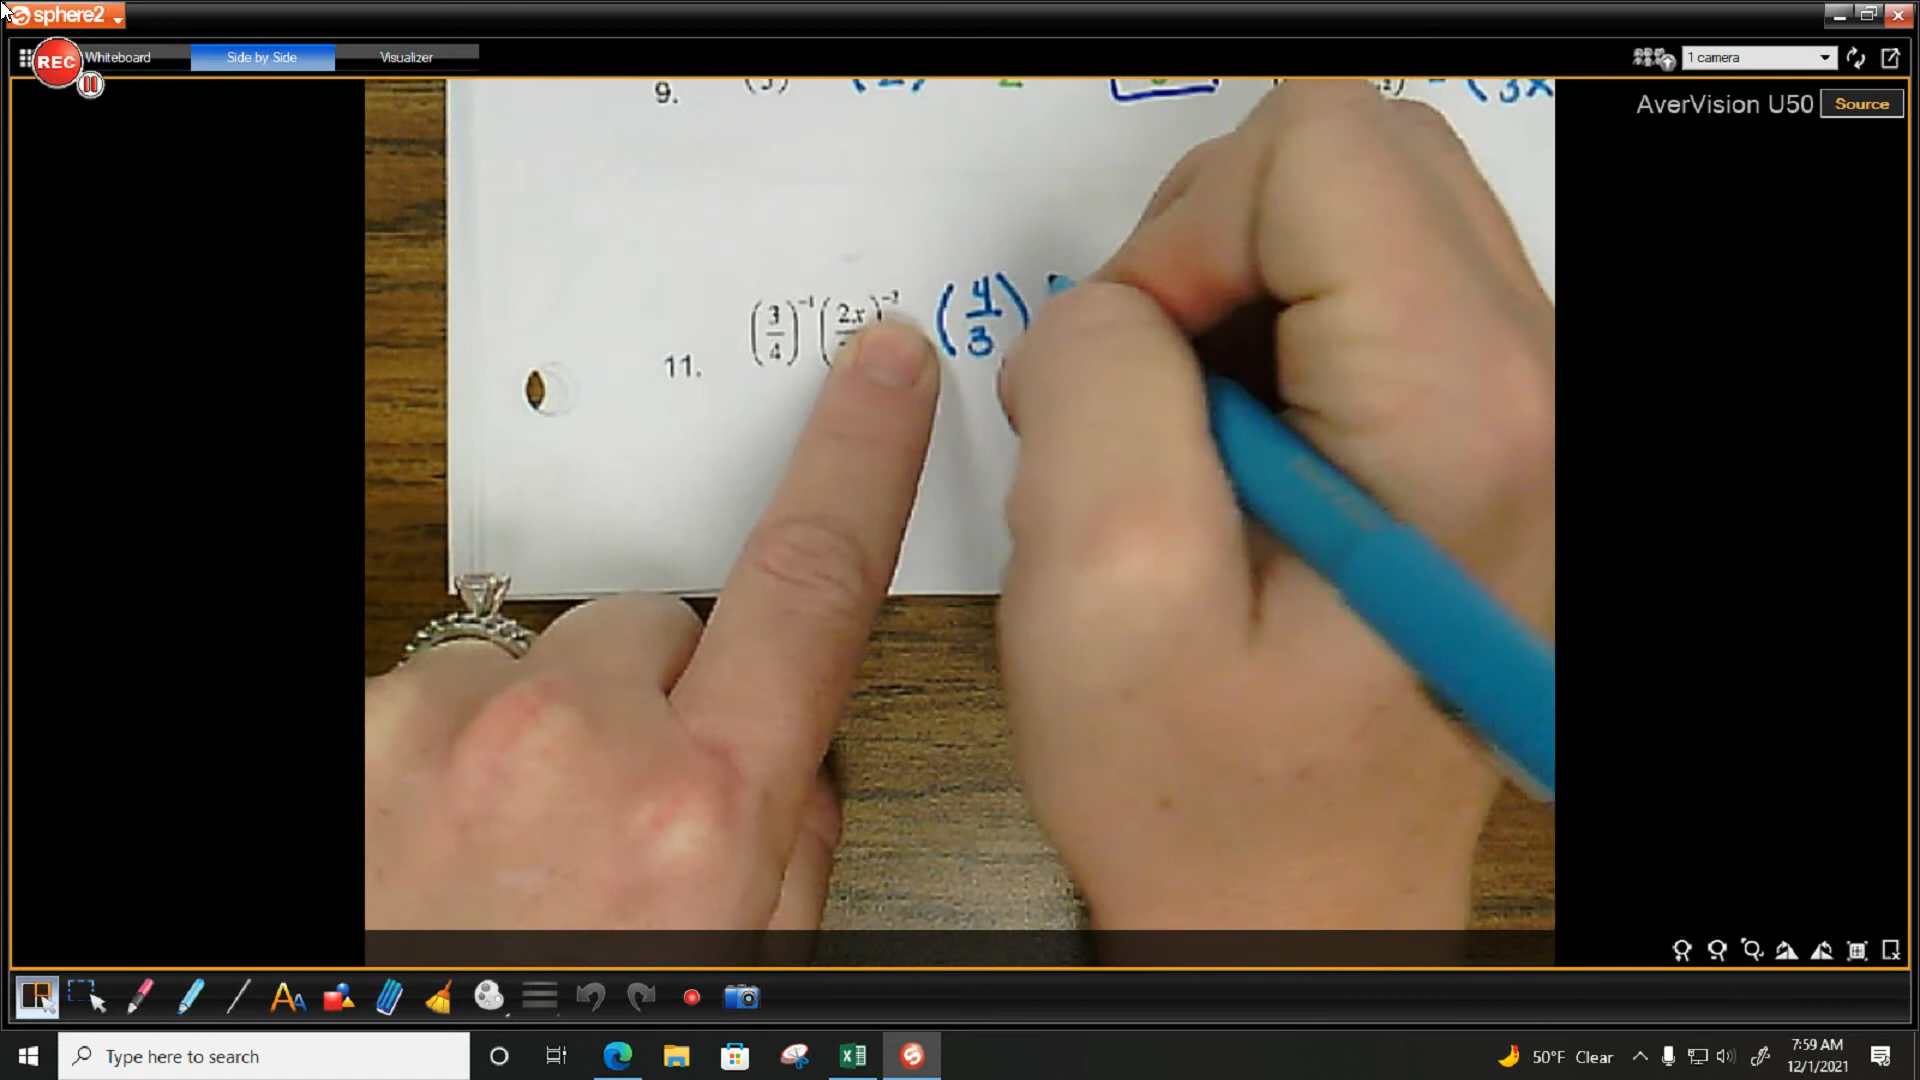 sphere2
REC
Whiteboard
Side by Side
Visualizer
1 camera
AverVision U50
Source
9.
11. (3/4)⁻¹ (2x (4/3)
Type here to search
50°F Clear
7:59 AM
12/1/2021